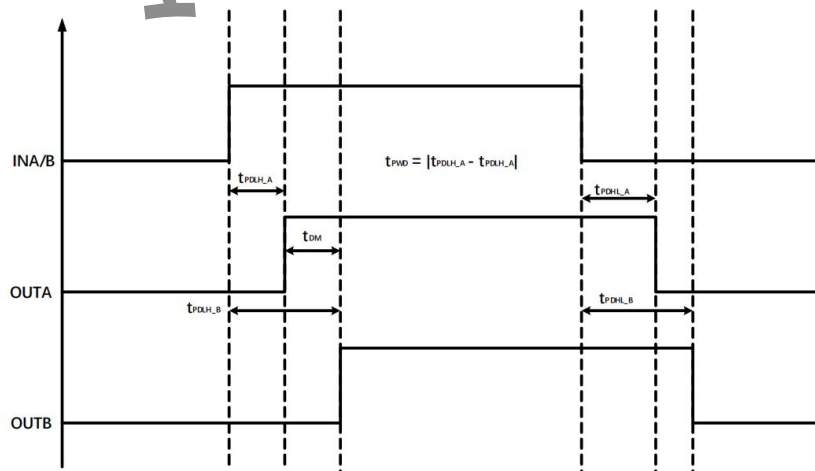 INA/B
tPWD = |tPDLH_A - tPDLH_A|
tPDLH_A
tPDHL_A
tDM
OUTA
tPDLH_B
tPDHL_B
OUTB